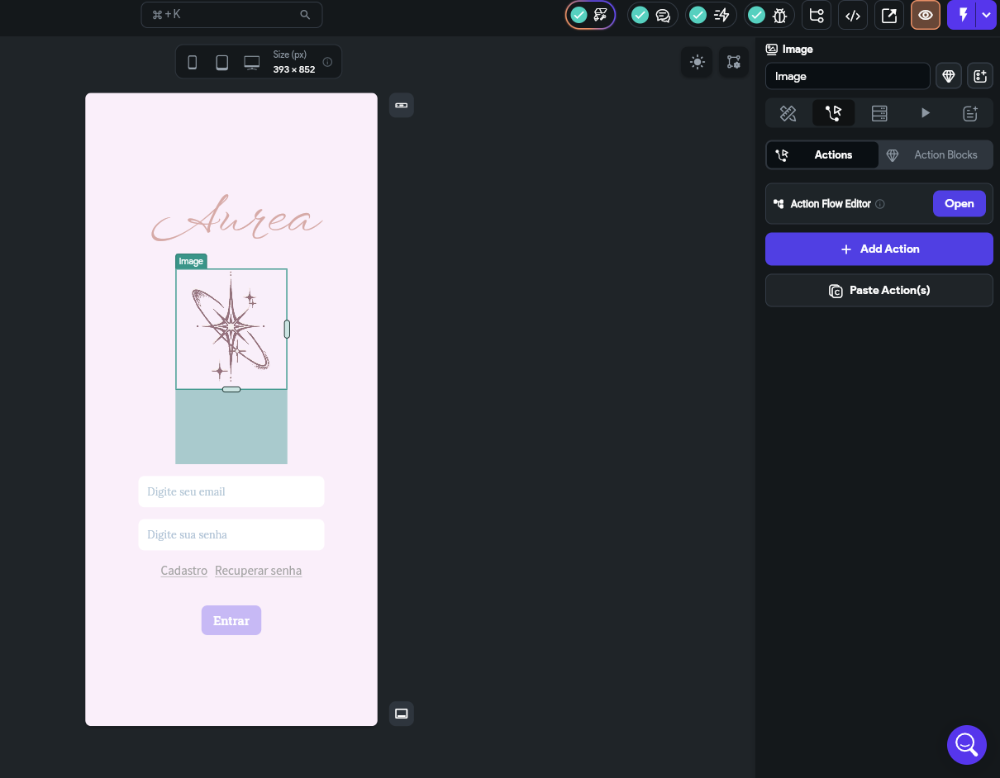 ⌘ + K
Size (px)
393 × 852
Image
Image
Actions
Action Blocks
Action Flow Editor
Open
+ Add Action
Paste Action(s)
Aurea
Image
Digite seu email
Digite sua senha
Cadastro Recuperar senha
Entrar